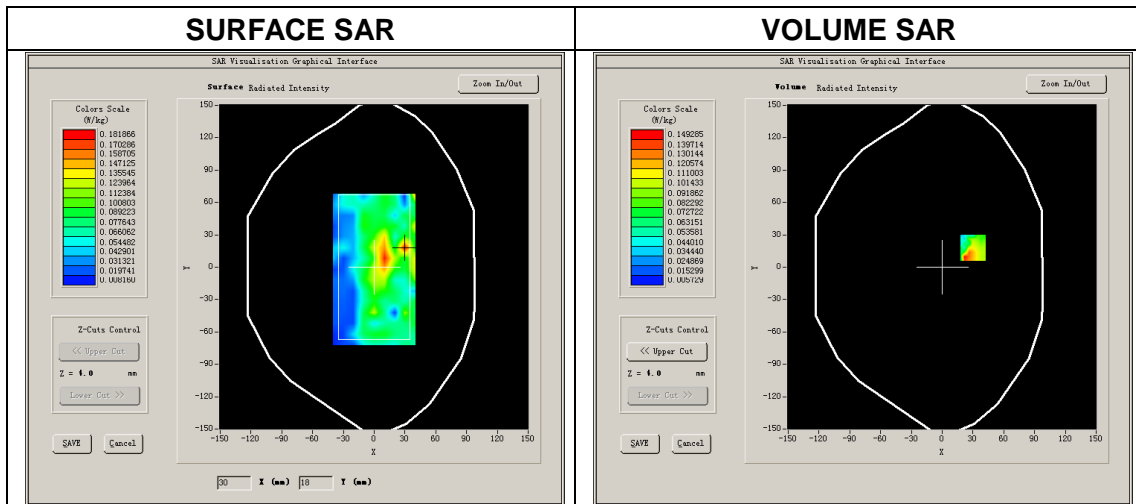 SURFACE SAR
VOLUME SAR
SAR Visualisation Graphical Interface
Surface Radiated Intensity
Zoom In/Out
Colors Scale
(W/kg)
0.181866
0.170286
0.158705
0.147125
0.135545
0.123964
0.112384
0.100803
0.089223
0.077643
0.066062
0.054482
0.042901
0.031321
0.019741
0.008160
150
120
90
60
30
0
-30
-60
-90
-120
-150
Y
-150 -120 -90 -60 -30 0 30 60 90 120 150
X
Z-Cuts Control
<< Upper Cut
Z = 4.0 mm
Lower Cut >>
SAVE Cancel
30 X (mm) 18 Y (mm)
SAR Visualisation Graphical Interface
Volume Radiated Intensity
Zoom In/Out
Colors Scale
(W/kg)
0.149285
0.139714
0.130144
0.120574
0.111003
0.101433
0.091862
0.082292
0.072722
0.063151
0.053581
0.044010
0.034440
0.024869
0.015299
0.005729
150
120
90
60
30
0
-30
-60
-90
-120
-150
Y
-150 -120 -90 -60 -30 0 30 60 90 120 150
X
Z-Cuts Control
<< Upper Cut
Z = 4.0 mm
Lower Cut >>
SAVE Cancel